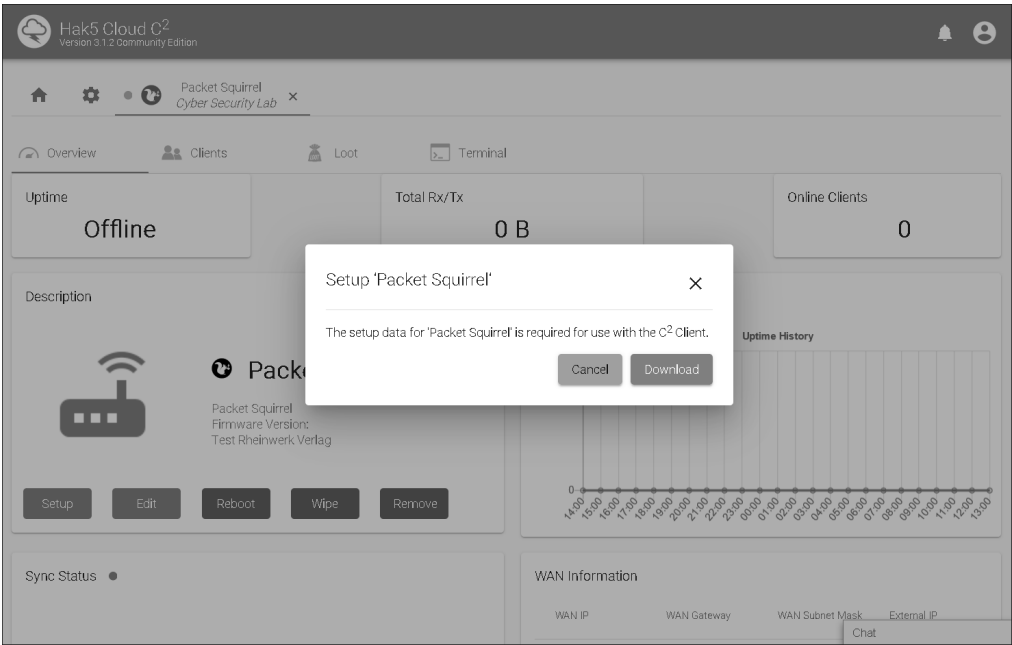 Hak5 Cloud C2
Version 3.1.2 Community Edition
Packet Squirrel
Cyber Security Lab
Overview
Clients
Loot
Terminal
Uptime
Offline
Total Rx/Tx
0 B
Online Clients
0
Setup ‘Packet Squirrel’
The setup data for ‘Packet Squirrel’ is required for use with the C2 Client.
Cancel
Download
Description
Packet Squirrel
Firmware Version:
Test Rheinwerk Verlag
Setup
Edit
Reboot
Wipe
Remove
Uptime History
0
14:00 15:00 16:00 17:00 18:00 19:00 20:00 21:00 22:00 23:00 00:00 01:00 02:00 03:00 04:00 05:00 06:00 07:00 08:00 09:00 10:00 11:00 12:00 13:00
Sync Status
WAN Information
WAN IP
WAN Gateway
WAN Subnet Mask
External IP
Chat